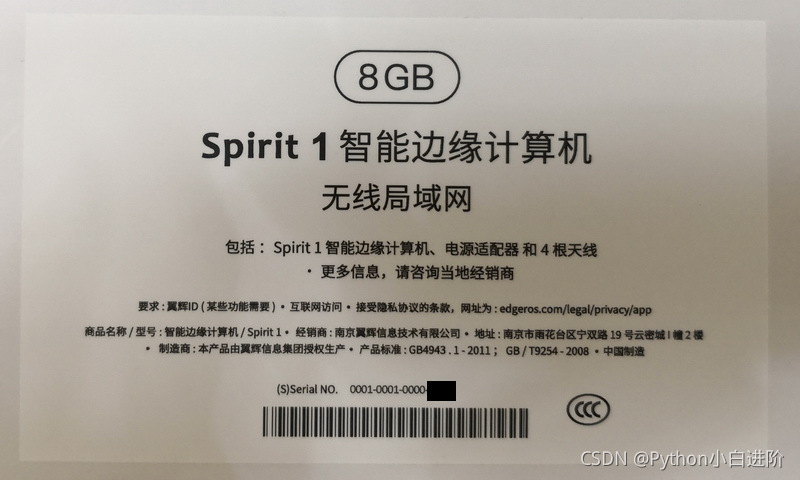 8GB
Spirit 1 智能边缘计算机
无线局域网
包括： Spirit 1 智能边缘计算机、电源适配器 和 4 根天线
• 更多信息，请咨询当地经销商
要求 : 翼辉ID ( 某些功能需要 ) • 互联网访问 • 接受隐私协议的条款，网址为 : edgeros.com/legal/privacy/app
商品名称 / 型号 : 智能边缘计算机 / Spirit 1 • 经销商 : 南京翼辉信息技术有限公司 • 地址 : 南京市雨花台区宁双路 19 号云密城 I 幢 2 楼
• 制造商 : 本产品由翼辉信息集团授权生产 • 产品标准 : GB4943 . 1 - 2011 ； GB / T9254 - 2008 • 中国制造
(S)Serial NO. 0001-0001-0000-
CCC
CSDN @Python小白进阶